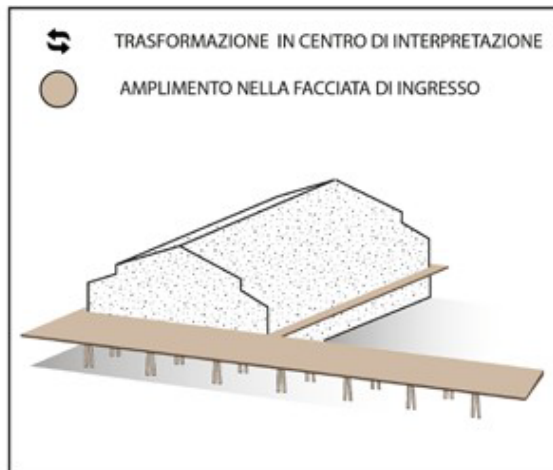 TRASFORMAZIONE IN CENTRO DI INTERPRETAZIONE
AMPLIMENTO NELLA FACCIATA DI INGRESSO